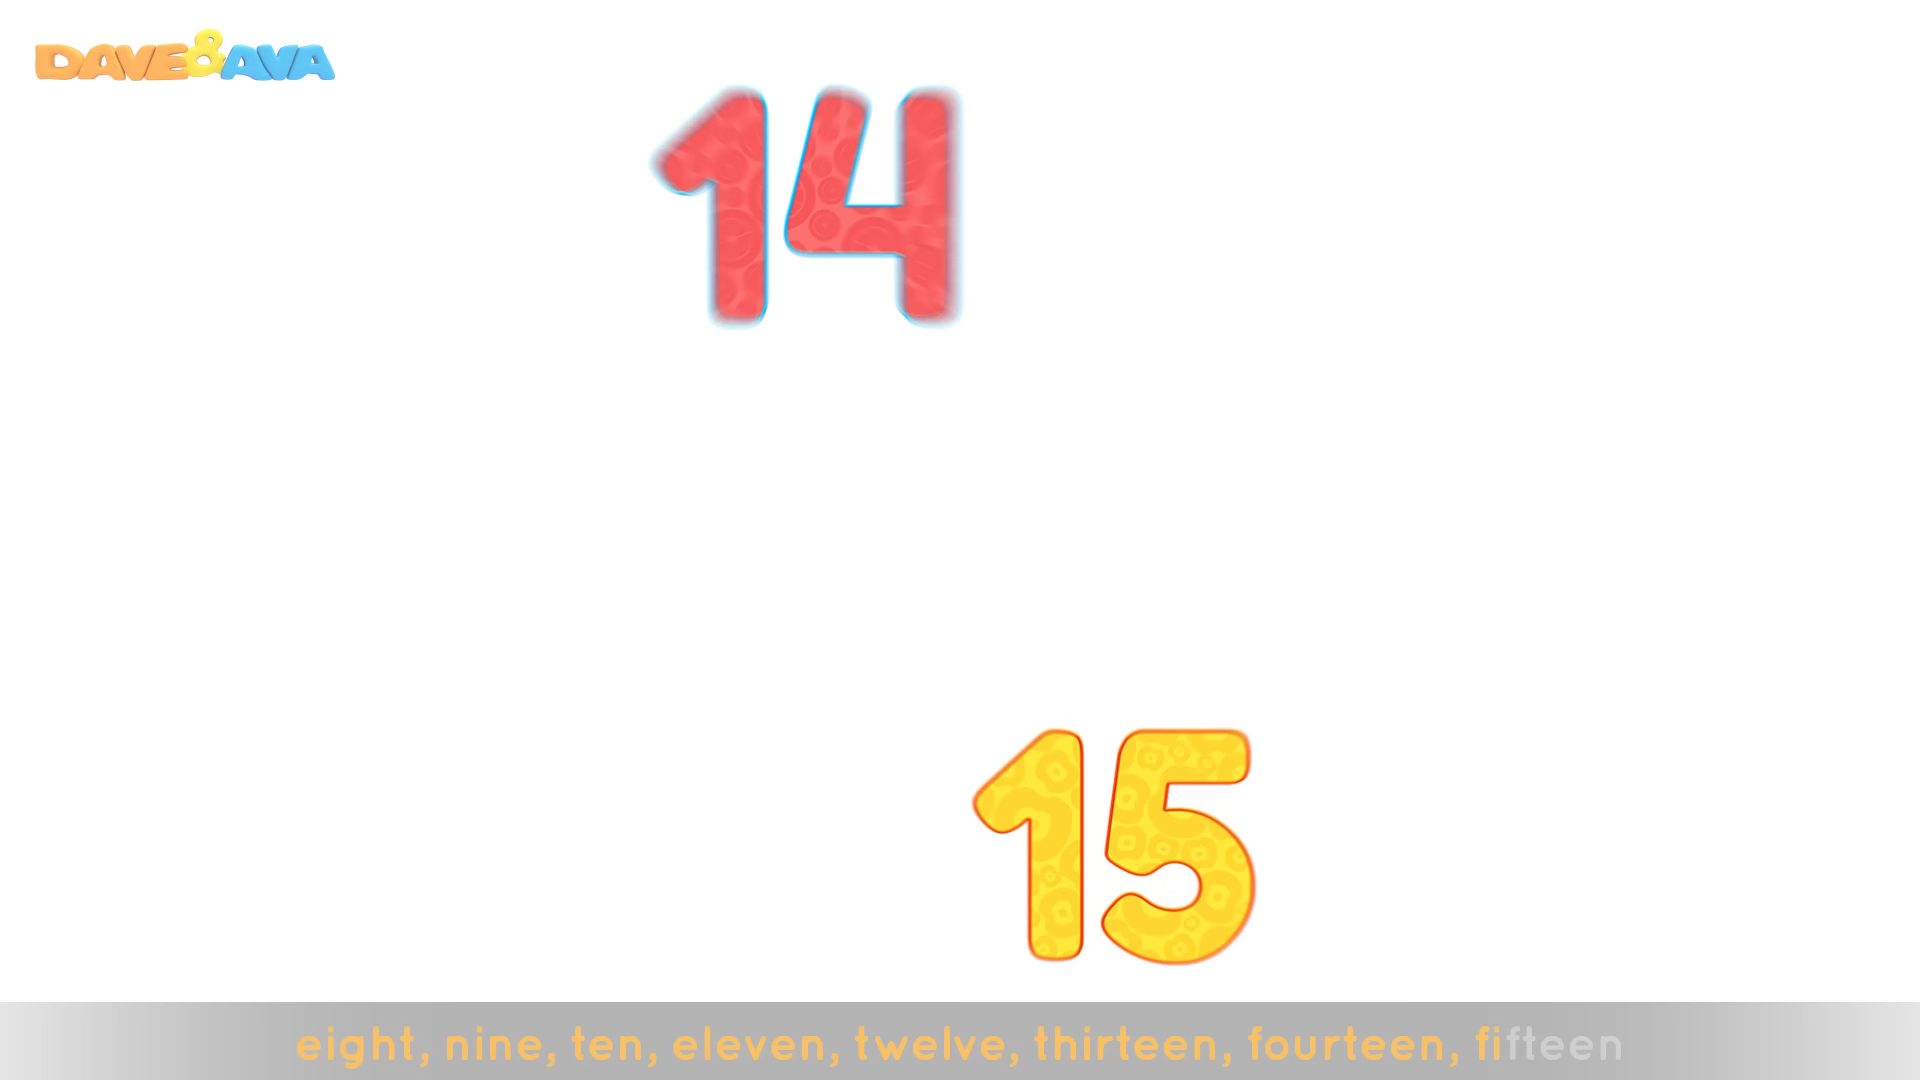 DAVE&AVA
14
15
eight, nine, ten, eleven, twelve, thirteen, fourteen, fifteen